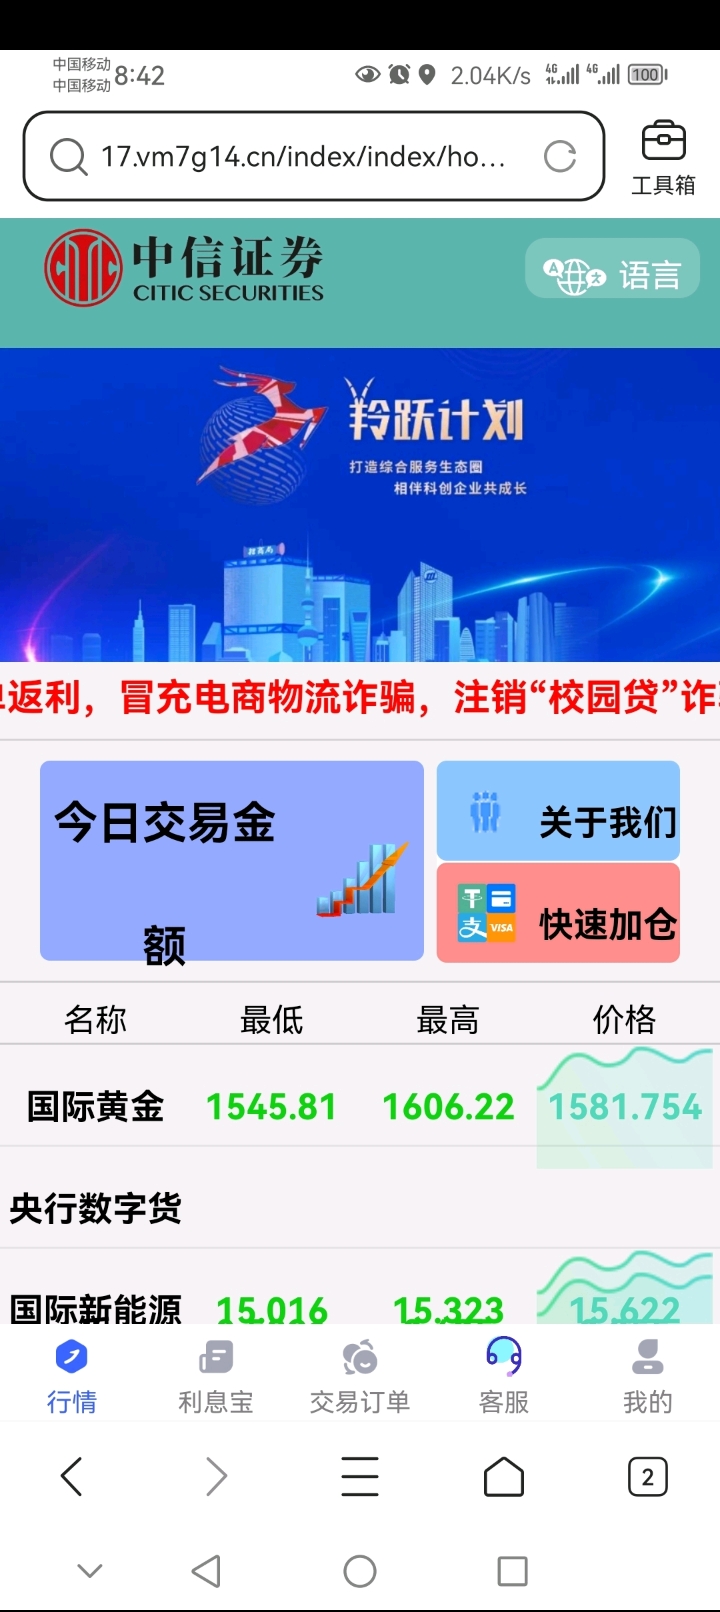 中国移动
中国移动
8:42
2.04K/s
4G
4G
100
17.vm7g14.cn/index/index/ho...
工具箱
中信证券
CITIC SECURITIES
语言
羚跃计划
打造综合服务生态圈
相伴科创企业共成长
返利，冒充电商物流诈骗，注销“校园贷”诈
今日交易金
额
关于我们
快速加仓
支
VISA
名称 最低 最高 价格
国际黄金 1545.81 1606.22 1581.754
央行数字货
国际新能源 15.016 15.323 15.622
行情 利息宝 交易订单 客服 我的
2